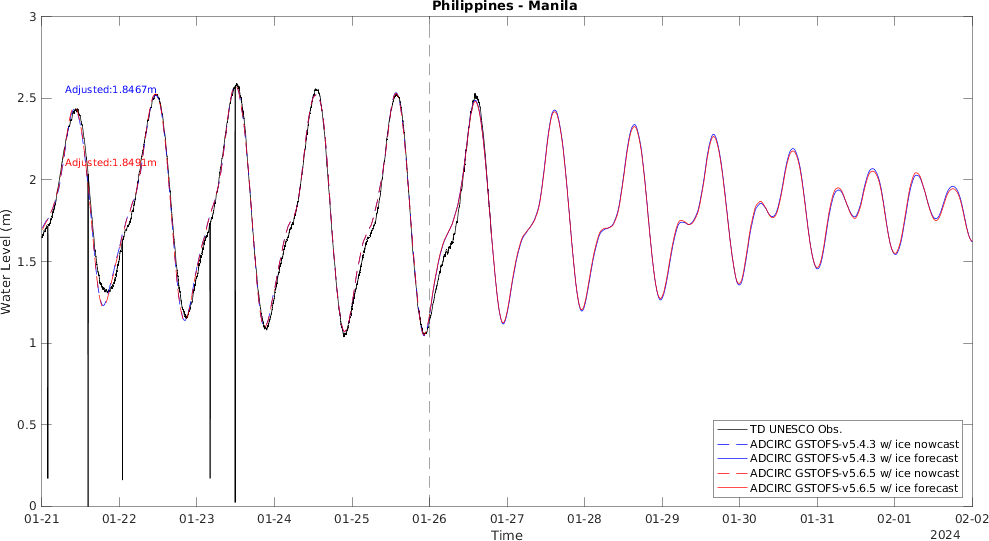 Philippines - Manila
3
2.5
2
1.5
1
0.5
0
Water Level (m)
Adjusted:1.8467m
Adjusted:1.8491m
TD UNESCO Obs.
ADCIRC GSTOFS-v5.4.3 w/ ice nowcast
ADCIRC GSTOFS-v5.4.3 w/ ice forecast
ADCIRC GSTOFS-v5.6.5 w/ ice nowcast
ADCIRC GSTOFS-v5.6.5 w/ ice forecast
01-21 01-22 01-23 01-24 01-25 01-26 01-27 01-28 01-29 01-30 01-31 02-01 02-02
Time
2024